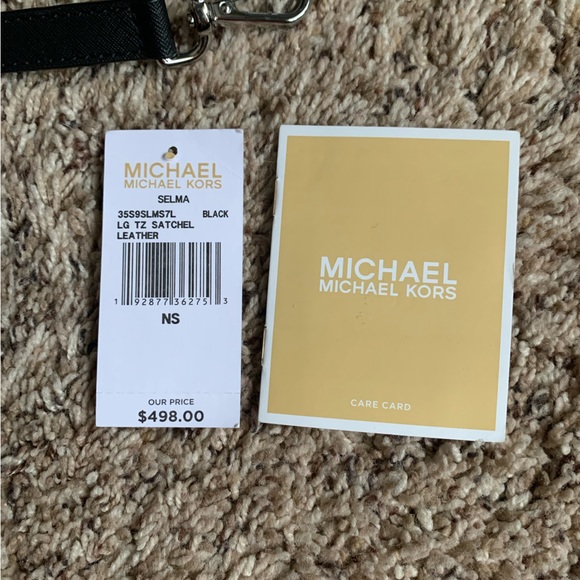 MICHAEL
MICHAEL KORS
SELMA
35S9SLMS7L BLACK
LG TZ SATCHEL
LEATHER
1 92877 36275 3
NS
OUR PRICE
$498.00
MICHAEL
MICHAEL KORS
CARE CARD